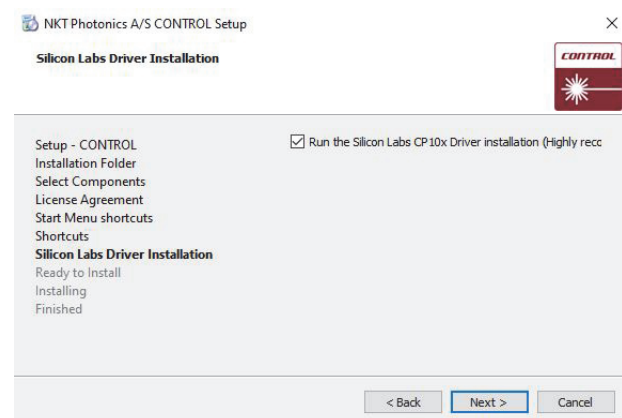 NKT Photonics A/S CONTROL Setup
Silicon Labs Driver Installation
CONTROL
Setup - CONTROL
Installation Folder
Select Components
License Agreement
Start Menu shortcuts
Shortcuts
Silicon Labs Driver Installation
Ready to Install
Installing
Finished
Run the Silicon Labs CP10x Driver installation (Highly recc
< Back
Next >
Cancel